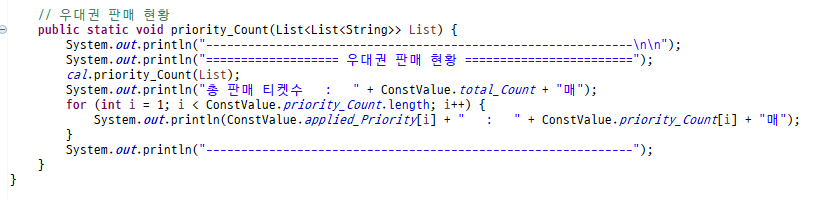 // 우대권 판매 현황
public static void priority_Count(List<List<String>> List) {
System.out.println("-------------------------------------------------------------\n\n");
System.out.println("=================== 우대권 판매 현황 ========================");
cal.priority_Count(List);
System.out.println("총 판매 티켓수   :   " + ConstValue.total_Count + "매");
for (int i = 1; i < ConstValue.priority_Count.length; i++) {
System.out.println(ConstValue.applied_Priority[i] + "   :   " + ConstValue.priority_Count[i] + "매");
}
System.out.println("-------------------------------------------------------------");
}
}